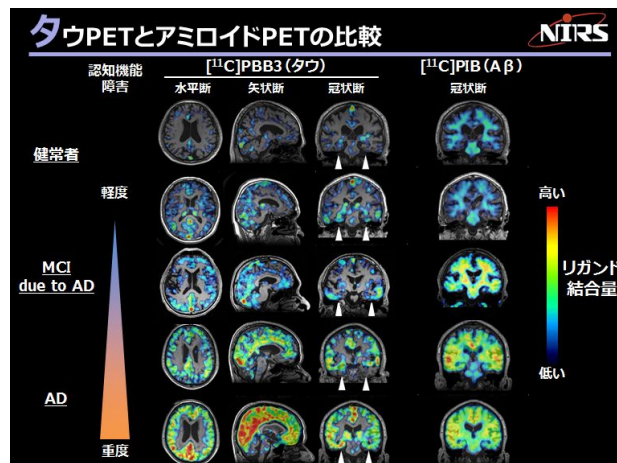 タウPETとアミロイドPETの比較
NIRS
認知機能
障害
[¹¹C]PBB3(タウ)
[¹¹C]PIB(Aβ)
水平断
矢状断
冠状断
冠状断
健常者
軽度
MCI
due to AD
AD
重度
高い
リガンド
結合量
低い